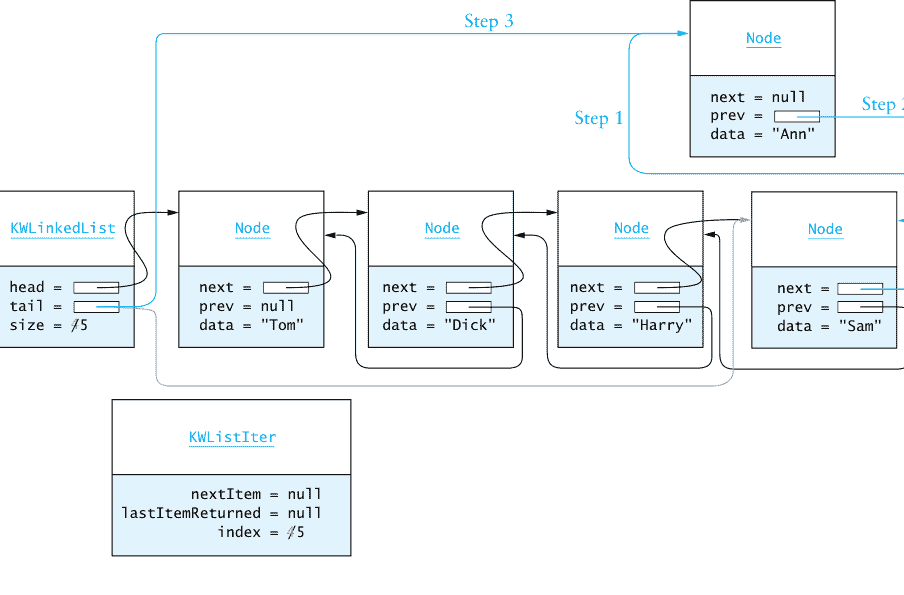 Step 3
Node
next = null
prev =
data = "Ann"
Step 2
Step 1
KWLinkedList
head =
tail =
size = 4 5
Node
next =
prev = null
data = "Tom"
Node
next =
prev =
data = "Dick"
Node
next =
prev =
data = "Harry"
Node
next =
prev =
data = "Sam"
KWListIter
nextItem = null
lastItemReturned = null
index = 4 5